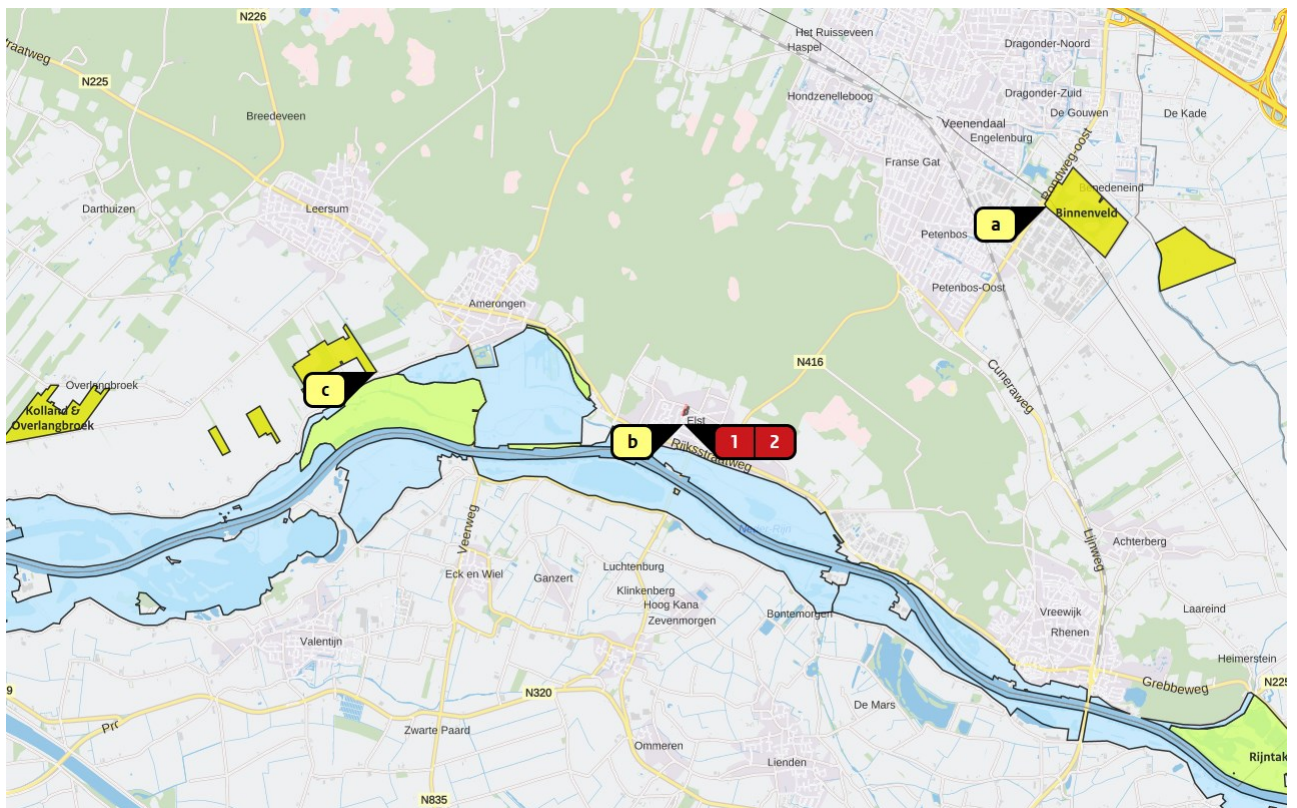 N226
Het Ruisseveen
Haspel
Dragonder-Noord
traatweg
N225
Dragonder-Zuid
Hondzenelleboog
De Gouwen
De Kade
Breedeveen
Veenendaal
Engelenburg
Franse Gat
Rondweg-oost
Benedeneind
Darthuizen
Leersum
Binnenveld
a
Petenbos
Petenbos-Oost
Amerongen
N416
Cuneraweg
Overlangbroek
c
Kolland &
Overlangbroek
Elst
b
1
2
Rijksstraatweg
Neder-Rijn
Veerweg
Lijnweg
Achterberg
Luchtenburg
Eck en Wiel
Ganzert
Klinkenberg
Hoog Kana
Zevenmorgen
Bontemorgen
Vreewijk
Laareind
Rhenen
Valentijn
Heimerstein
N225
Grebbeweg
9
N320
De Mars
Pro
Zwarte Paard
Ommeren
Lienden
Rijntak
N835